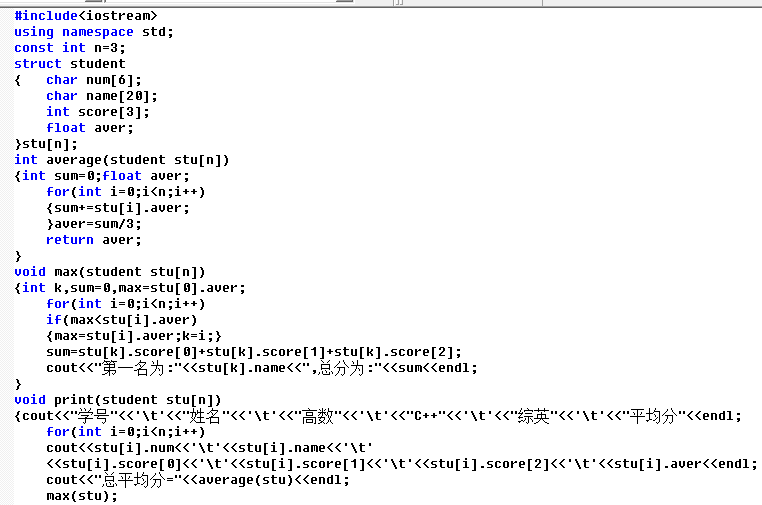 #include<iostream>
using namespace std;
const int n=3;
struct student
{   char num[6];
    char name[20];
    int score[3];
    float aver;
}stu[n];
int average(student stu[n])
{int sum=0;float aver;
    for(int i=0;i<n;i++)
    {sum+=stu[i].aver;
    }aver=sum/3;
    return aver;
}
void max(student stu[n])
{int k,sum=0,max=stu[0].aver;
    for(int i=0;i<n;i++)
    if(max<stu[i].aver)
    {max=stu[i].aver;k=i;}
    sum=stu[k].score[0]+stu[k].score[1]+stu[k].score[2];
    cout<<"第一名为:"<<stu[k].name<<",总分为:"<<sum<<endl;
}
void print(student stu[n])
{cout<<"学号"<<'\t'<<"姓名"<<'\t'<<"高数"<<'\t'<<"C++"<<'\t'<<"综英"<<'\t'<<"平均分"<<endl;
    for(int i=0;i<n;i++)
    cout<<stu[i].num<<'\t'<<stu[i].name<<'\t'
    <<stu[i].score[0]<<'\t'<<stu[i].score[1]<<'\t'<<stu[i].score[2]<<'\t'<<stu[i].aver<<endl;
    cout<<"总平均分="<<average(stu)<<endl;
    max(stu);